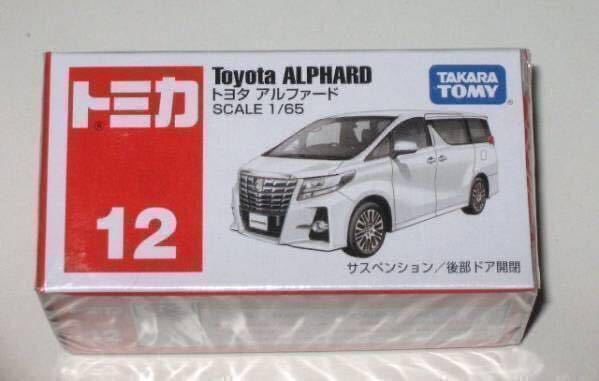 トミカ
®
12
Toyota ALPHARD
トヨタ アルファード
SCALE 1/65
TAKARA
TOMY
サスペンション/後部ドア開閉